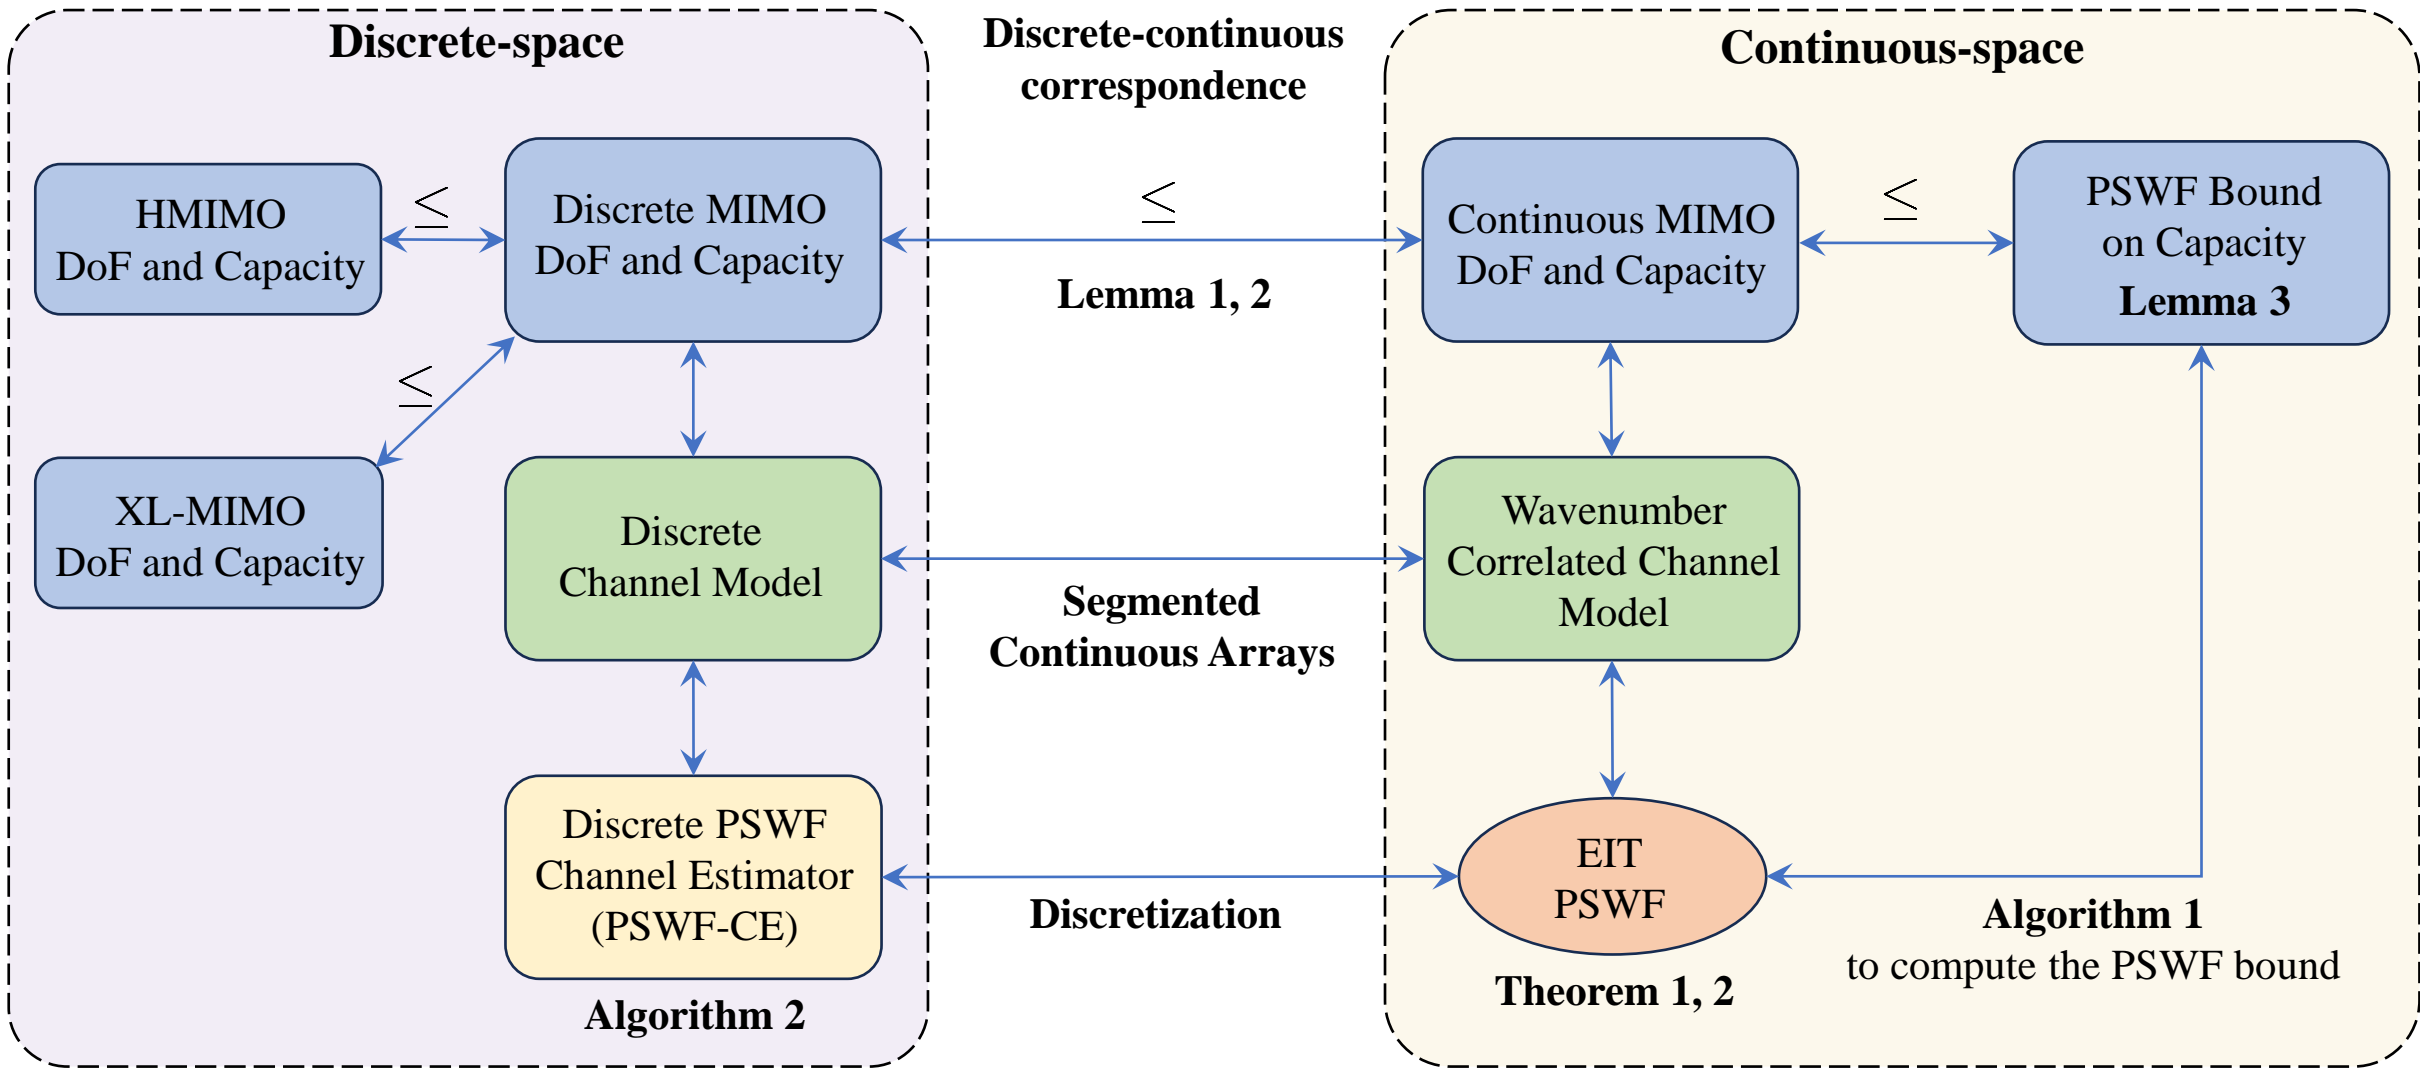 Discrete-space
Discrete-continuous
correspondence
Continuous-space
HMIMO
DoF and Capacity
≤
Discrete MIMO
DoF and Capacity
≤
Lemma 1, 2
Continuous MIMO
DoF and Capacity
≤
PSWF Bound
on Capacity
Lemma 3
≤
XL-MIMO
DoF and Capacity
Discrete
Channel Model
Segmented
Continuous Arrays
Wavenumber
Correlated Channel
Model
Discrete PSWF
Channel Estimator
(PSWF-CE)
Algorithm 2
Discretization
EIT
PSWF
Theorem 1, 2
Algorithm 1
to compute the PSWF bound